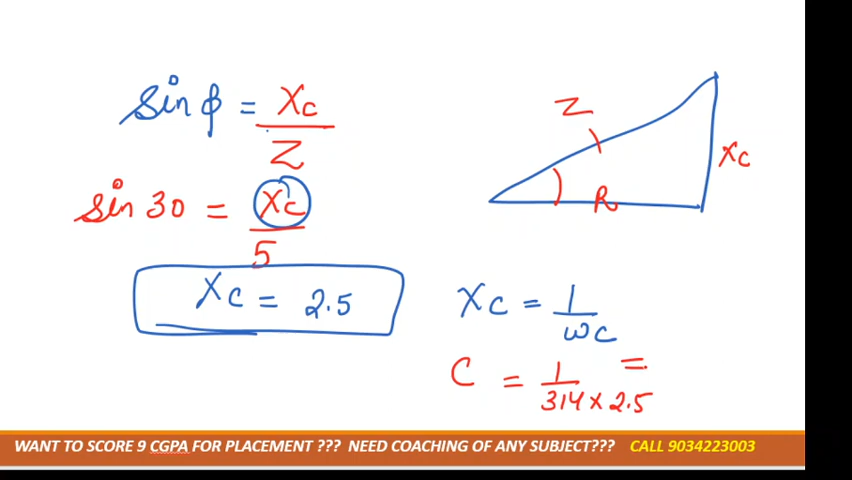 sin φ = Xc / Z
sin 30 = Xc / 5
Xc = 2.5
Z
Xc
R
Xc = 1 / ωC
C = 1 / 314 × 2.5 =
WANT TO SCORE 9 CGPA FOR PLACEMENT ??? NEED COACHING OF ANY SUBJECT??? CALL 9034223003